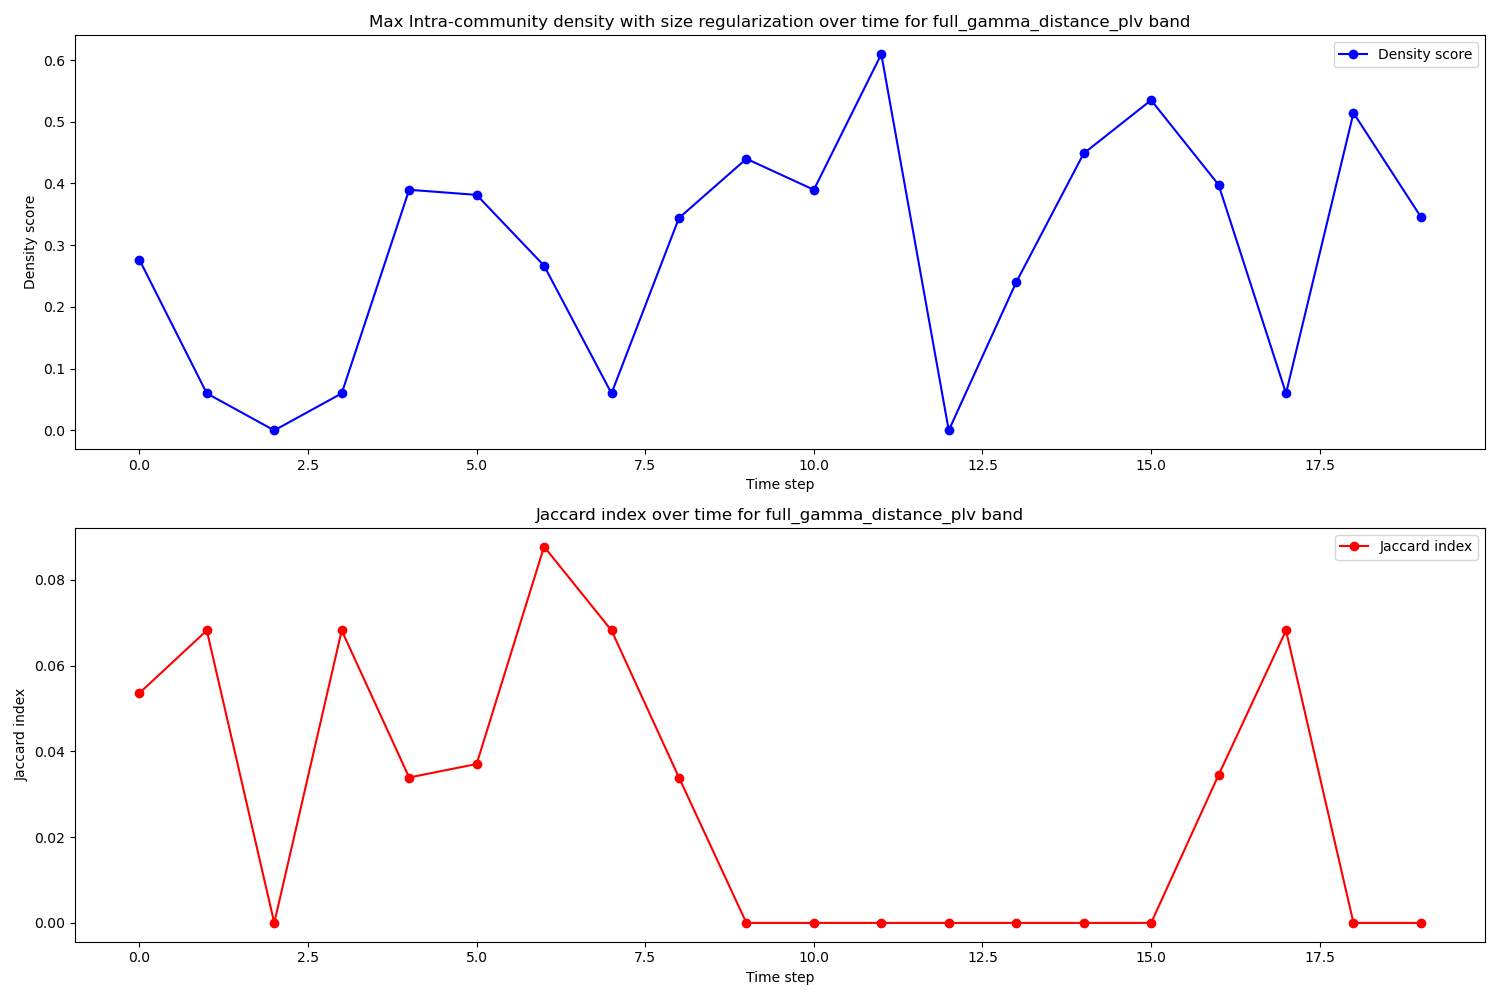 Max Intra-community density with size regularization over time for full_gamma_distance_plv band
Density score
0.6
0.5
0.4
0.3
0.2
0.1
0.0
Density score
0.0 2.5 5.0 7.5 10.0 12.5 15.0 17.5
Time step
Jaccard index over time for full_gamma_distance_plv band
Jaccard index
0.08
0.06
0.04
0.02
0.00
Jaccard index
0.0 2.5 5.0 7.5 10.0 12.5 15.0 17.5
Time step